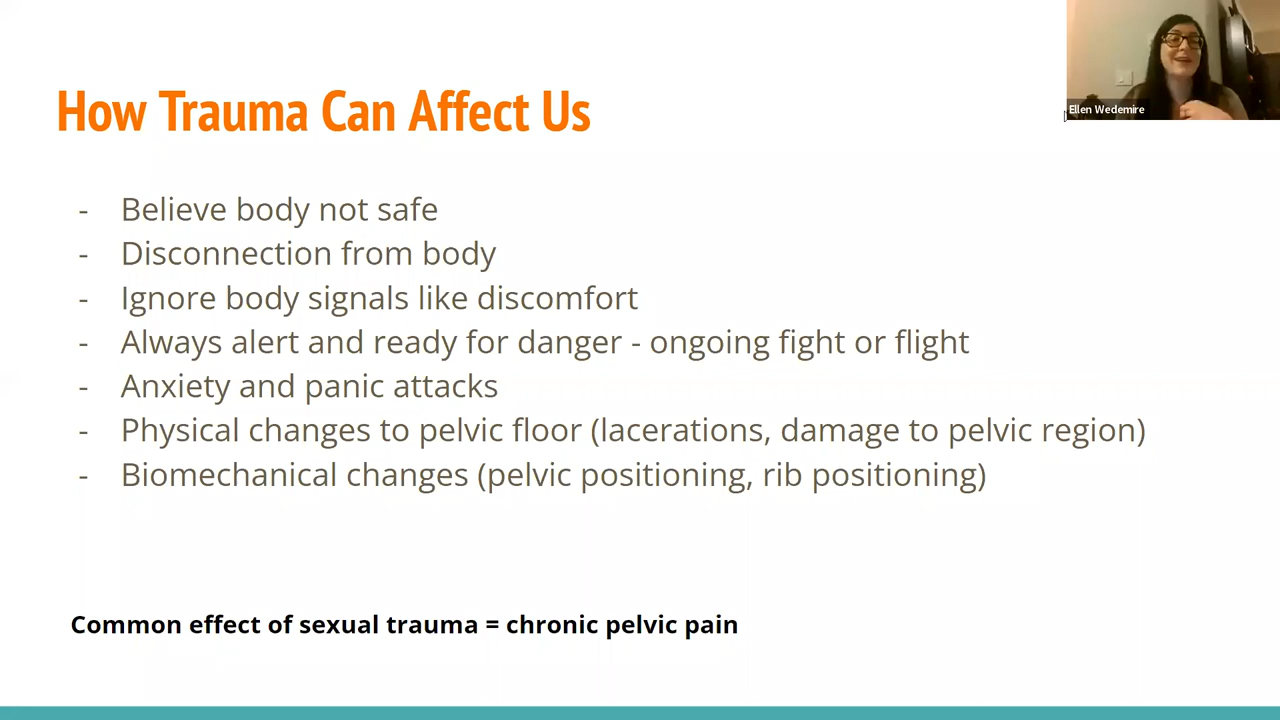 How Trauma Can Affect Us
Ellen Wedemire
- Believe body not safe
- Disconnection from body
- Ignore body signals like discomfort
- Always alert and ready for danger - ongoing fight or flight
- Anxiety and panic attacks
- Physical changes to pelvic floor (lacerations, damage to pelvic region)
- Biomechanical changes (pelvic positioning, rib positioning)
Common effect of sexual trauma = chronic pelvic pain